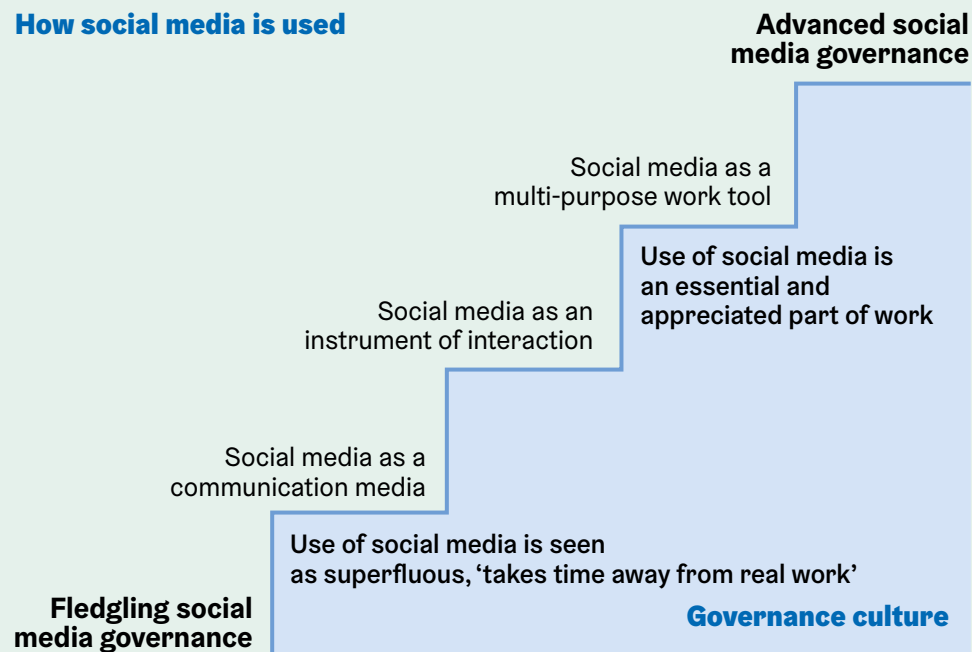 How social media is used
Advanced social
media governance
Social media as a
multi-purpose work tool
Use of social media is
an essential and
appreciated part of work
Social media as an
instrument of interaction
Social media as a
communication media
Use of social media is seen
as superfluous, ‘takes time away from real work’
Fledgling social
media governance
Governance culture